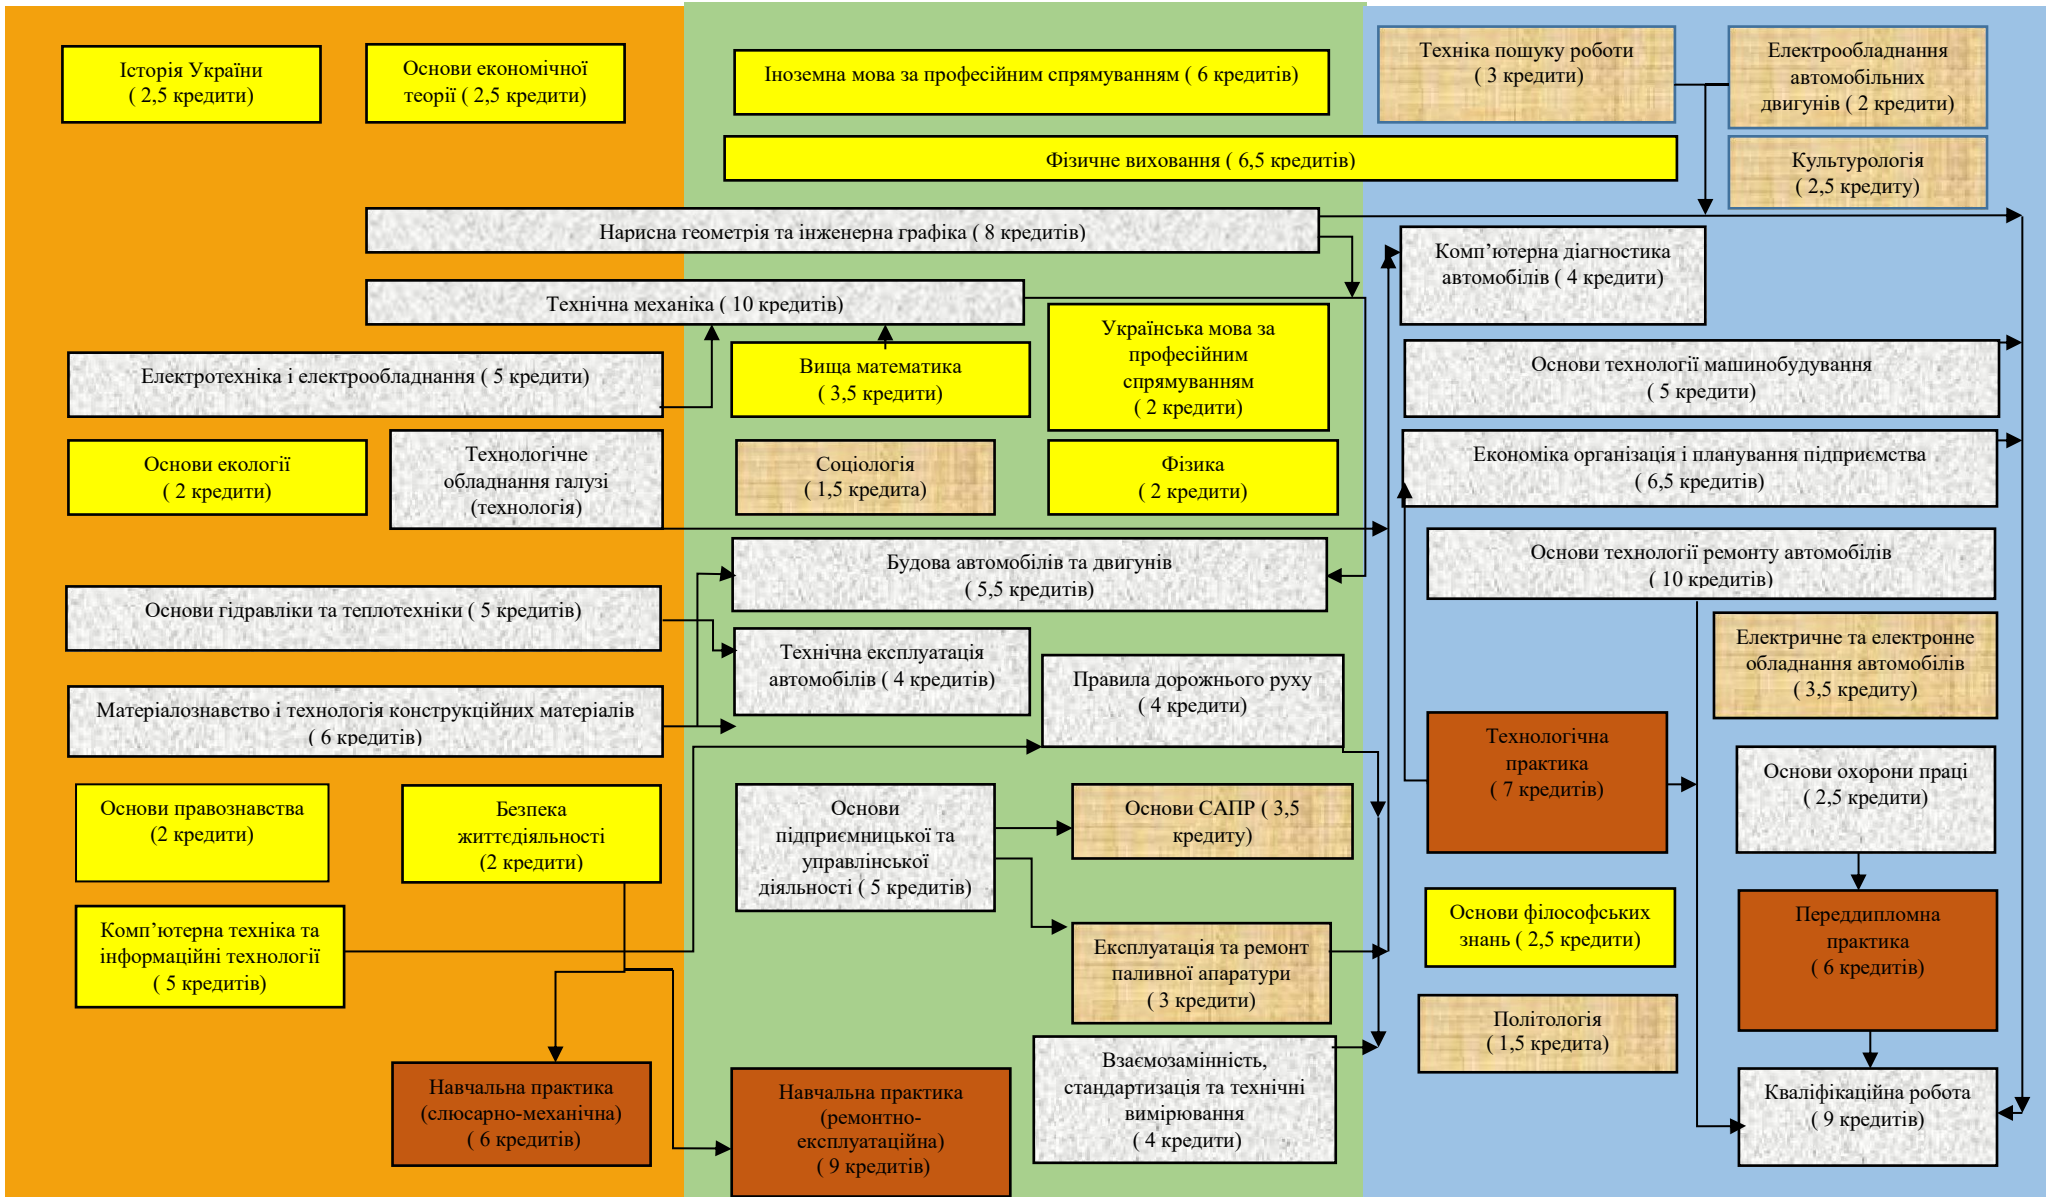 Історія України
( 2,5 кредити)
Основи економічної
теорії ( 2,5 кредити)
Іноземна мова за професійним спрямуванням ( 6 кредитів)
Техніка пошуку роботи
( 3 кредити)
Електрообладнання
автомобільних
двигунів ( 2 кредити)
Фізичне виховання ( 6,5 кредитів)
Культурологія
( 2,5 кредиту)
Нарисна геометрія та інженерна графіка ( 8 кредитів)
Комп’ютерна діагностика
автомобілів ( 4 кредити)
Технічна механіка ( 10 кредитів)
Українська мова за
професійним
спрямуванням
( 2 кредити)
Електротехніка і електрообладнання ( 5 кредити)
Вища математика
( 3,5 кредити)
Основи технології машинобудування
( 5 кредити)
Основи екології
( 2 кредити)
Технологічне
обладнання галузі
(технологія)
Соціологія
( 1,5 кредита)
Фізика
( 2 кредити)
Економіка організація і планування підприємства
( 6,5 кредитів)
Будова автомобілів та двигунів
( 5,5 кредитів)
Основи технології ремонту автомобілів
( 10 кредитів)
Основи гідравліки та теплотехніки ( 5 кредитів)
Технічна експлуатація
автомобілів ( 4 кредитів)
Правила дорожнього руху
( 4 кредити)
Електричне та електронне
обладнання автомобілів
( 3,5 кредиту)
Матеріалознавство і технологія конструкційних матеріалів
( 6 кредитів)
Технологічна
практика
( 7 кредитів)
Основи охорони праці
( 2,5 кредити)
Основи правознавства
(2 кредити)
Безпека
життєдіяльності
(2 кредити)
Основи
підприємницької та
управлінської
діяльності ( 5 кредитів)
Основи САПР ( 3,5
кредиту)
Комп’ютерна техніка та
інформаційні технології
( 5 кредитів)
Експлуатація та ремонт
паливної апаратури
( 3 кредити)
Основи філософських
знань ( 2,5 кредити)
Переддипломна
практика
( 6 кредитів)
Політологія
( 1,5 кредита)
Навчальна практика
(слюсарно-механічна)
( 6 кредитів)
Навчальна практика
(ремонтно-
експлуатаційна)
( 9 кредитів)
Взаємозамінність,
стандартизація та технічні
вимірювання
( 4 кредити)
Кваліфікаційна робота
( 9 кредитів)